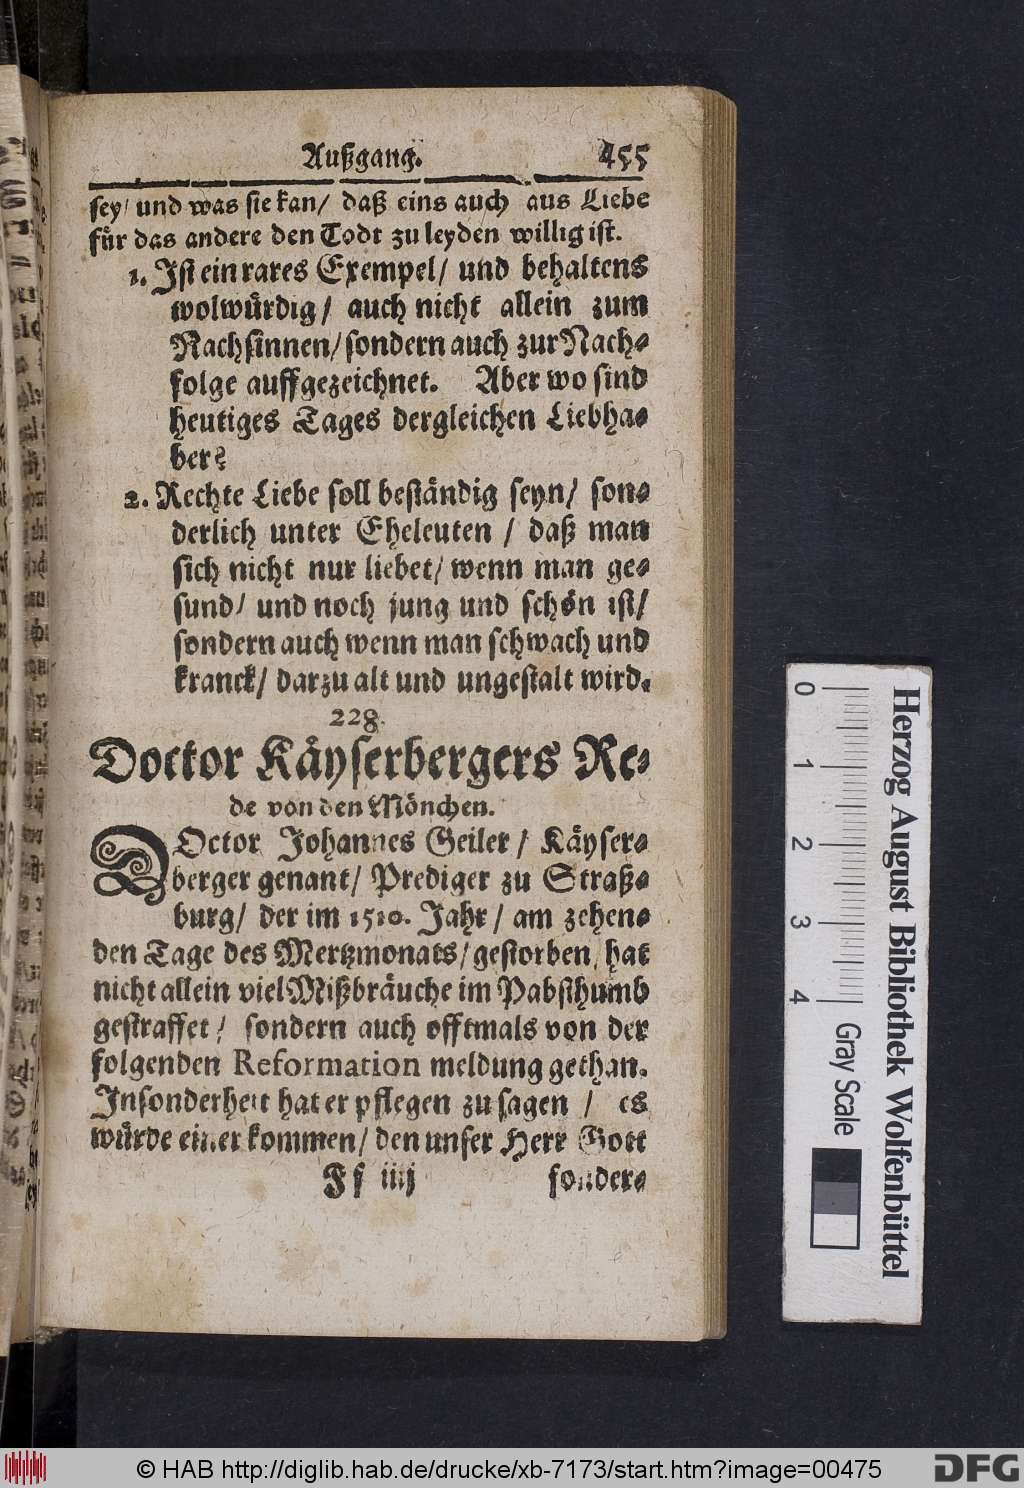 Außgang. 455
sey/ und was sie kan/ daß eins auch aus Liebe
fůr das andere den Todt zu leyden willig ist.
1. Ist ein rares Exempel/ und behaltens
wolwůrdig/ auch nicht allein zum
Nachsinnen/ sondern auch zur Nach-
folge auffgezeichnet. Aber wo sind
heutiges Tages dergleichen Liebha-
ber?
2. Rechte Liebe soll beståndig seyn/ son-
derlich unter Eheleuten / daß man
sich nicht nur liebet/ wenn man ge-
sund/ und noch jung und schön ist/
sondern auch wenn man schwach und
kranck/ darzu alt und ungestalt wird.
228.
Doctor Kåyserbergers Re-
de von den Mönchen.
DOctor Johannes Geiler / Kåyser-
berger genant/ Prediger zu Straß-
burg/ der im 1510. Jahr / am zehen-
den Tage des Mertzmonats/ gestorben/ hat
nicht allein viel Mißbräuche im Pabsthumb
gestraffet/ sondern auch offtmals von der
folgenden Reformation meldung gethan.
Insonderheit hat er pflegen zu sagen / es
würde einer kommen/ den unser Herr Gott
Ff iiij sonder-
0 1 2 3 4
Herzog August Bibliothek Wolfenbüttel
Gray Scale
© HAB http://diglib.hab.de/drucke/xb-7173/start.htm?image=00475
DFG